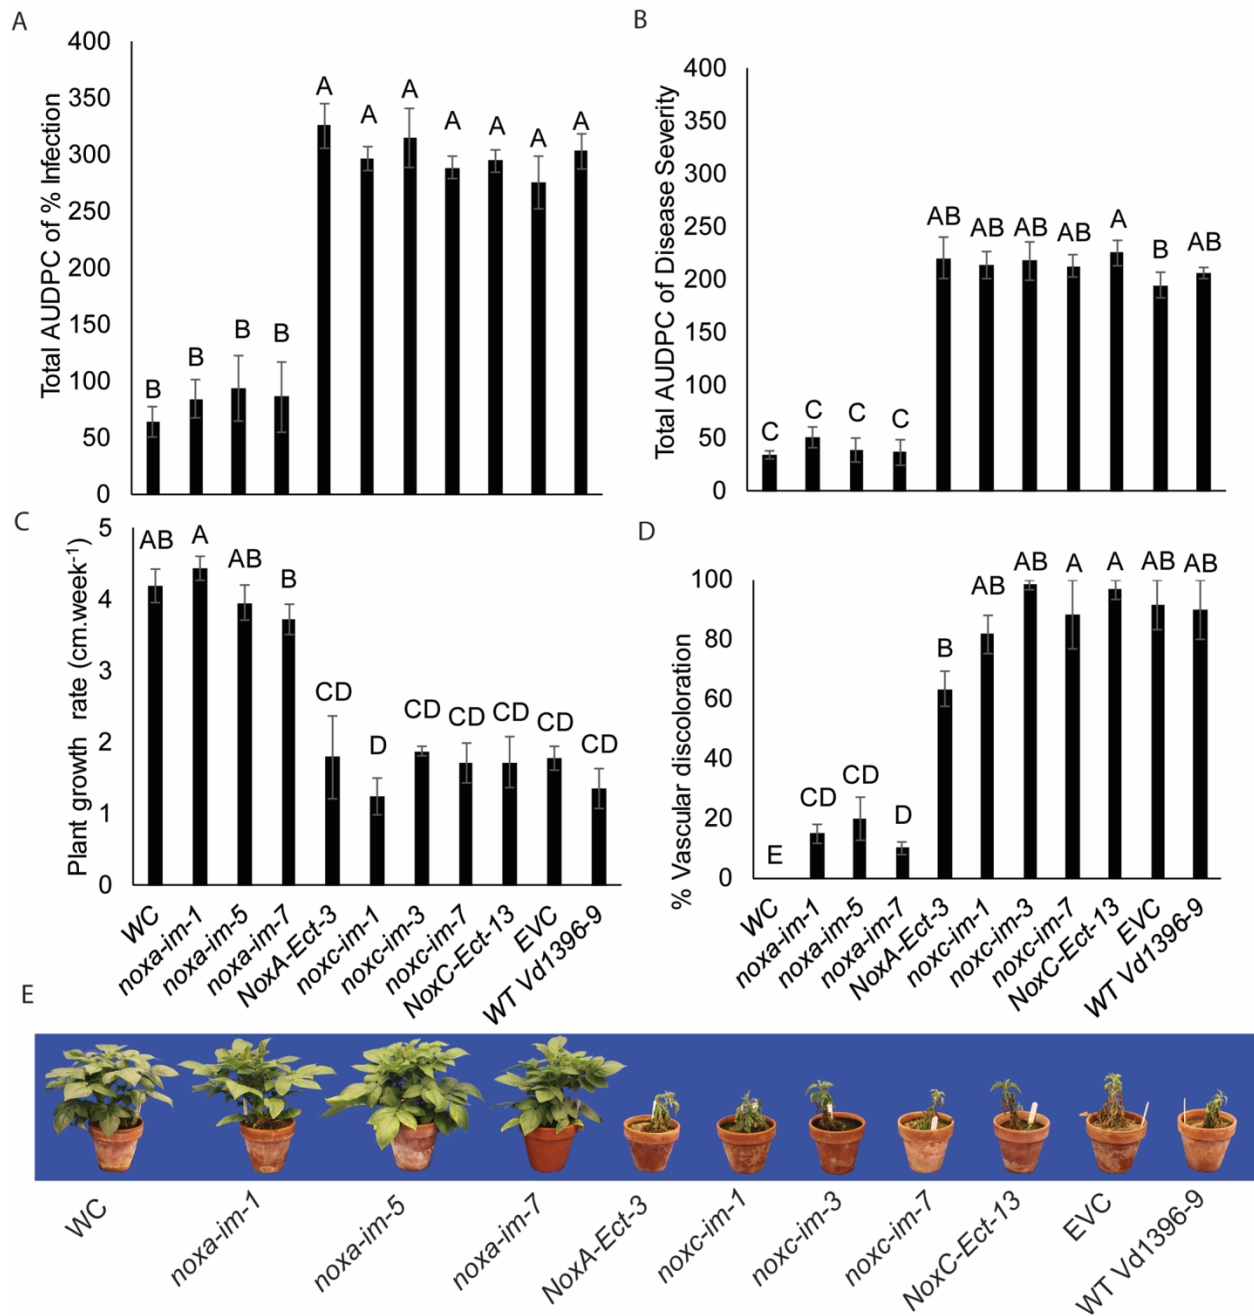 A
Total AUDPC of % Infection
400
350
300
250
200
150
100
50
0
B B B B A A A A A A A
B
Total AUDPC of Disease Severity
400
350
300
250
200
150
100
50
0
C C C C AB AB AB AB A B AB
C
Plant growth rate (cm.week⁻¹)
5
4
3
2
1
0
AB A AB B CD D CD CD CD CD CD
WC
noxa-im-1
noxa-im-5
noxa-im-7
NoxA-Ect-3
noxc-im-1
noxc-im-3
noxc-im-7
NoxC-Ect-13
EVC
WT Vd1396-9
D
% Vascular discoloration
100
80
60
40
20
0
E CD CD D B AB AB A A AB AB
WC
noxa-im-1
noxa-im-5
noxa-im-7
NoxA-Ect-3
noxc-im-1
noxc-im-3
noxc-im-7
NoxC-Ect-13
EVC
WT Vd1396-9
E
WC
noxa-im-1
noxa-im-5
noxa-im-7
NoxA-Ect-3
noxc-im-1
noxc-im-3
noxc-im-7
NoxC-Ect-13
EVC
WT Vd1396-9